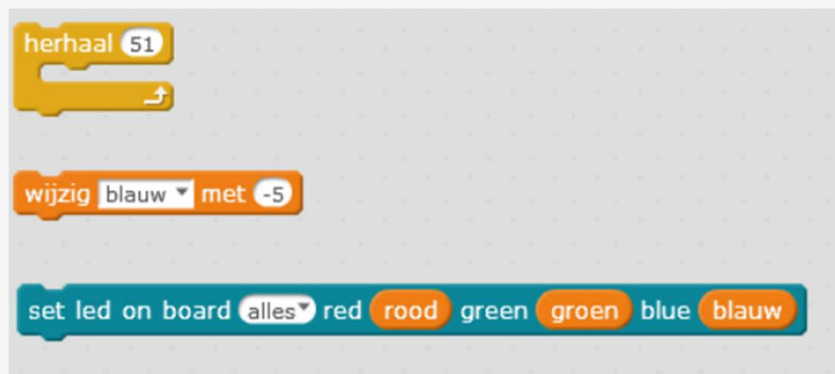 herhaal 51
wijzig blauw met -5
set led on board alles red rood green groen blue blauw